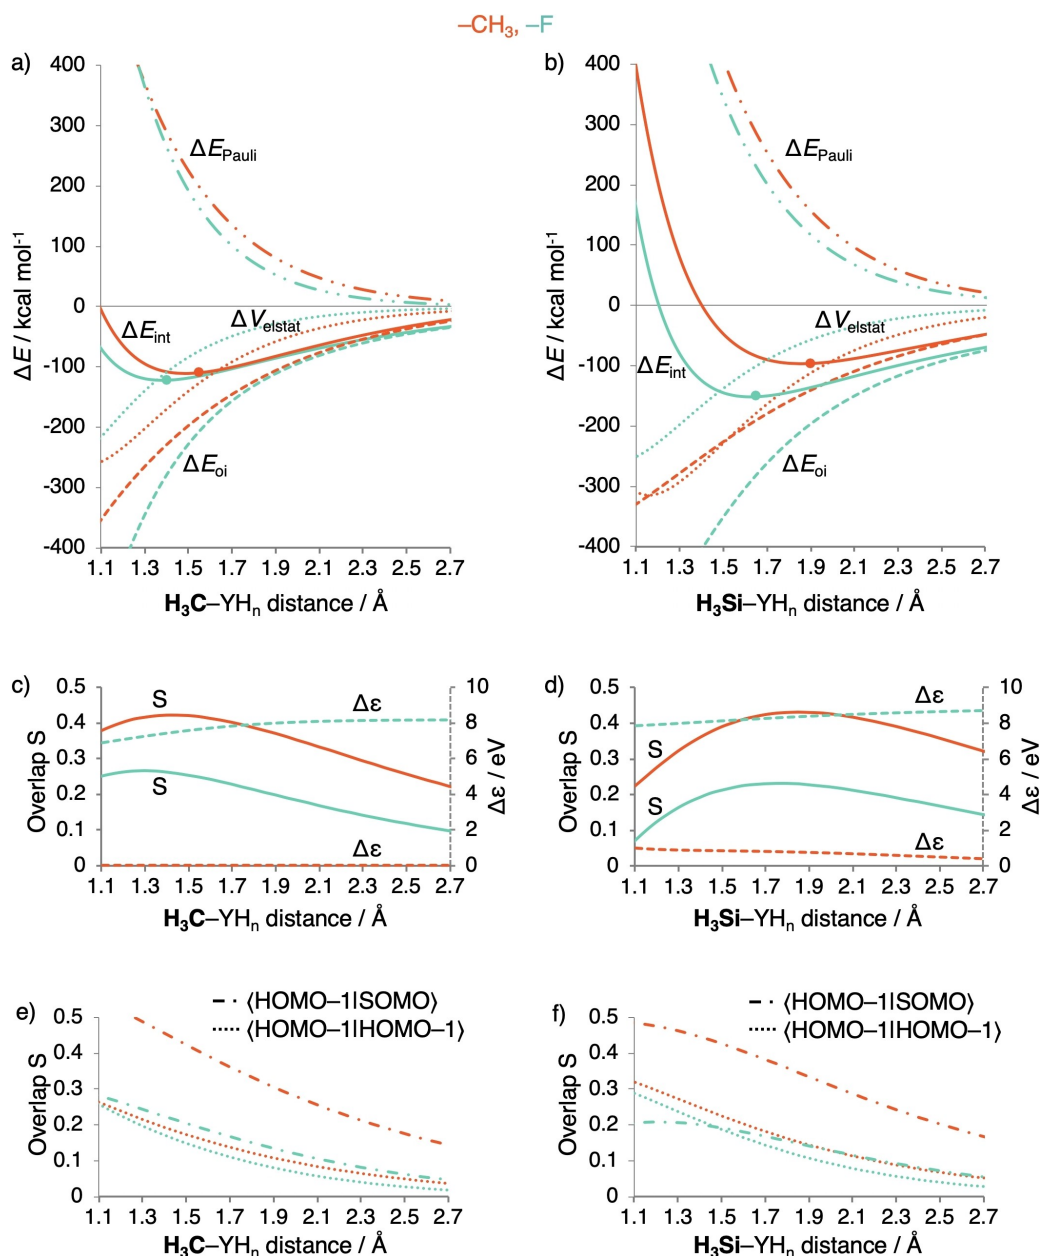 –CH₃, –F
a)
400
300
200
100
0
-100
-200
-300
-400
ΔE / kcal mol⁻¹
ΔE_Pauli
ΔV_elstat
ΔE_int
ΔE_oi
1.1 1.3 1.5 1.7 1.9 2.1 2.3 2.5 2.7
H₃C–YHₙ distance / Å
b)
400
300
200
100
0
-100
-200
-300
-400
ΔE / kcal mol⁻¹
ΔE_Pauli
ΔV_elstat
ΔE_int
ΔE_oi
1.1 1.3 1.5 1.7 1.9 2.1 2.3 2.5 2.7
H₃Si–YHₙ distance / Å
c)
0.5
0.4
0.3
0.2
0.1
0
Overlap S
S
S
Δε
Δε
10
8
6
4
2
0
Δε / eV
1.1 1.3 1.5 1.7 1.9 2.1 2.3 2.5 2.7
H₃C–YHₙ distance / Å
d)
0.5
0.4
0.3
0.2
0.1
0
Overlap S
Δε
S
S
Δε
10
8
6
4
2
0
Δε / eV
1.1 1.3 1.5 1.7 1.9 2.1 2.3 2.5 2.7
H₃Si–YHₙ distance / Å
e)
⟨HOMO–1|SOMO⟩
⟨HOMO–1|HOMO–1⟩
0.5
0.4
0.3
0.2
0.1
0
Overlap S
1.1 1.3 1.5 1.7 1.9 2.1 2.3 2.5 2.7
H₃C–YHₙ distance / Å
f)
⟨HOMO–1|SOMO⟩
⟨HOMO–1|HOMO–1⟩
0.5
0.4
0.3
0.2
0.1
0
Overlap S
1.1 1.3 1.5 1.7 1.9 2.1 2.3 2.5 2.7
H₃Si–YHₙ distance / Å